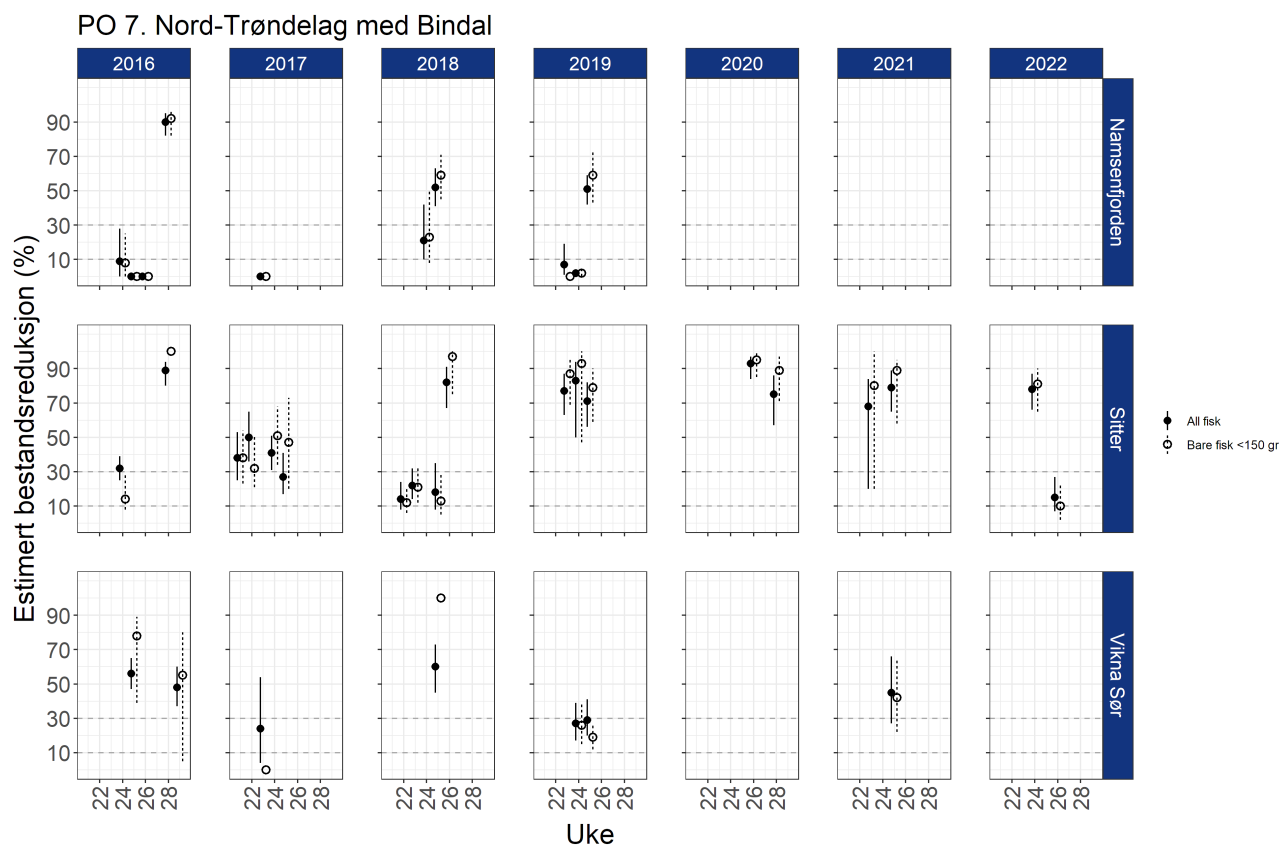 PO 7. Nord-Trøndelag med Bindal
2016 2017 2018 2019 2020 2021 2022
Estimert bestandsreduksjon (%)
90
70
50
30
10
Namsenfjorden
90
70
50
30
10
Sitter
All fisk
Bare fisk <150 gr
90
70
50
30
10
Vikna Sør
22 24 26 28 22 24 26 28 22 24 26 28 22 24 26 28 22 24 26 28 22 24 26 28 22 24 26 28
Uke